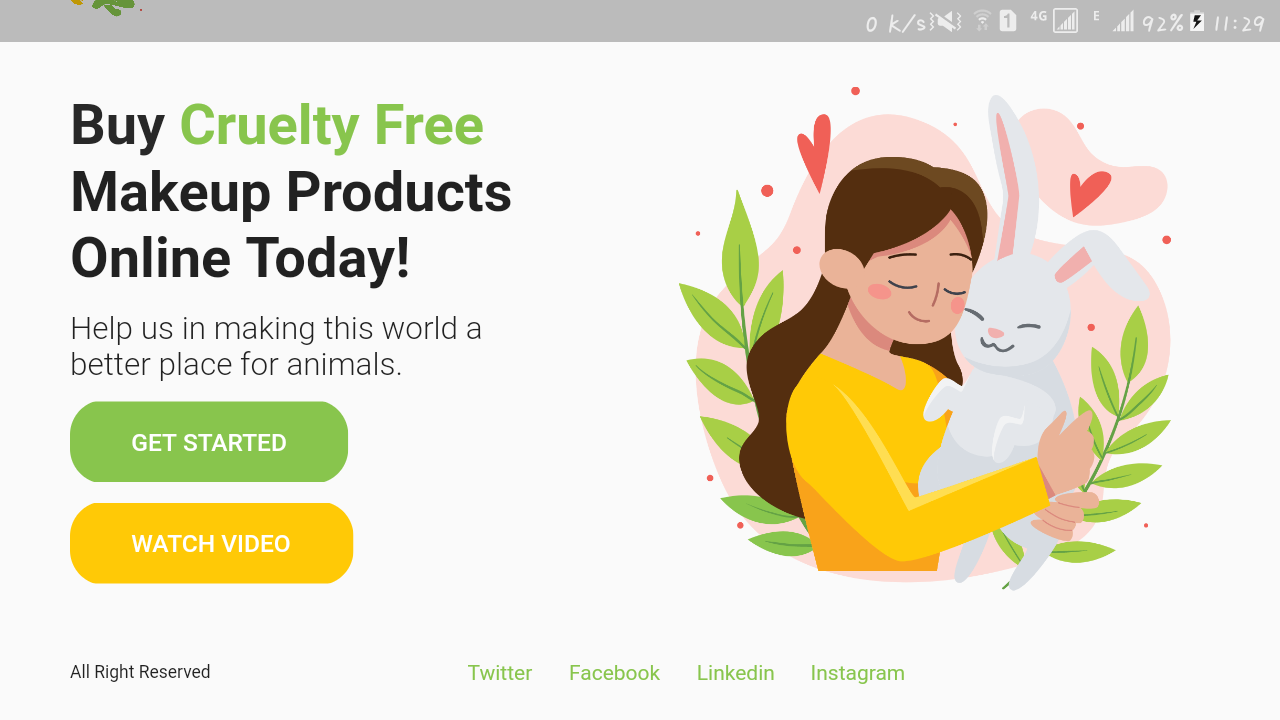 0 K/s 1 4G E 92% 11:29
Buy Cruelty Free
Makeup Products
Online Today!
Help us in making this world a
better place for animals.
GET STARTED
WATCH VIDEO
All Right Reserved Twitter Facebook Linkedin Instagram